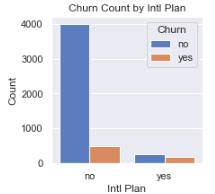 Churn Count by Intl Plan
Churn
no
yes
4000
3000
2000
1000
0
Count
no yes
Intl Plan